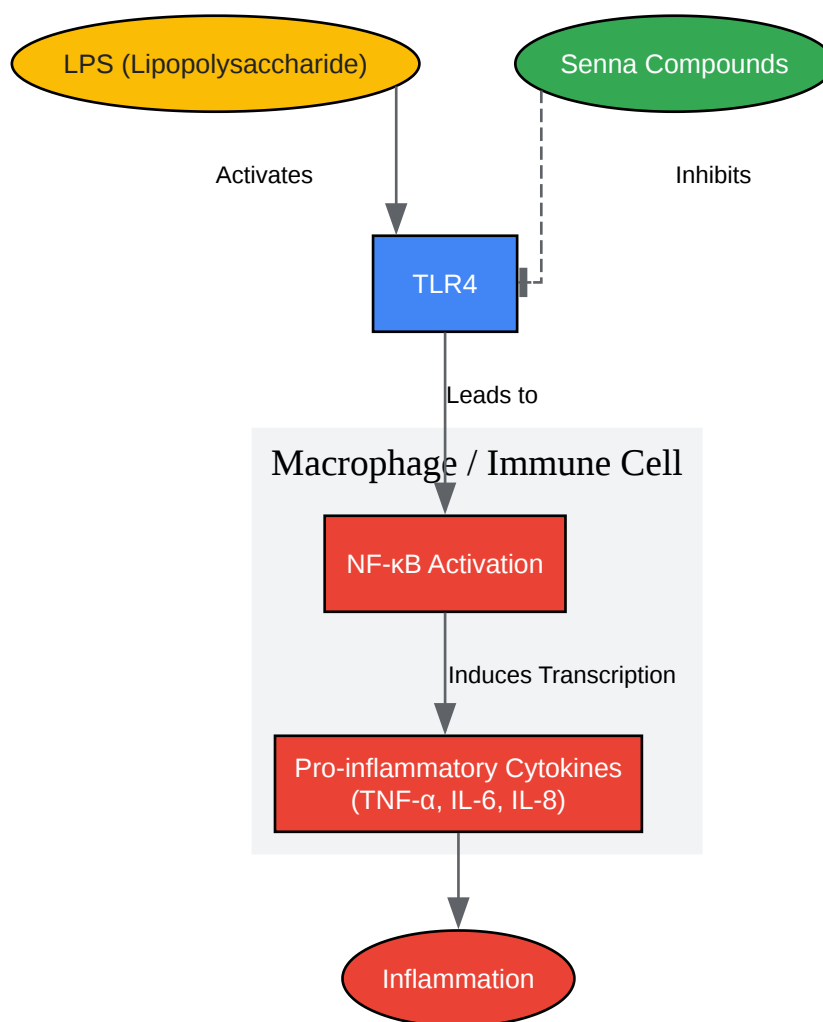 LPS (Lipopolysaccharide)
Senna Compounds
Activates
Inhibits
TLR4
Leads to
Macrophage / Immune Cell
NF-κB Activation
Induces Transcription
Pro-inflammatory Cytokines
(TNF-α, IL-6, IL-8)
Inflammation